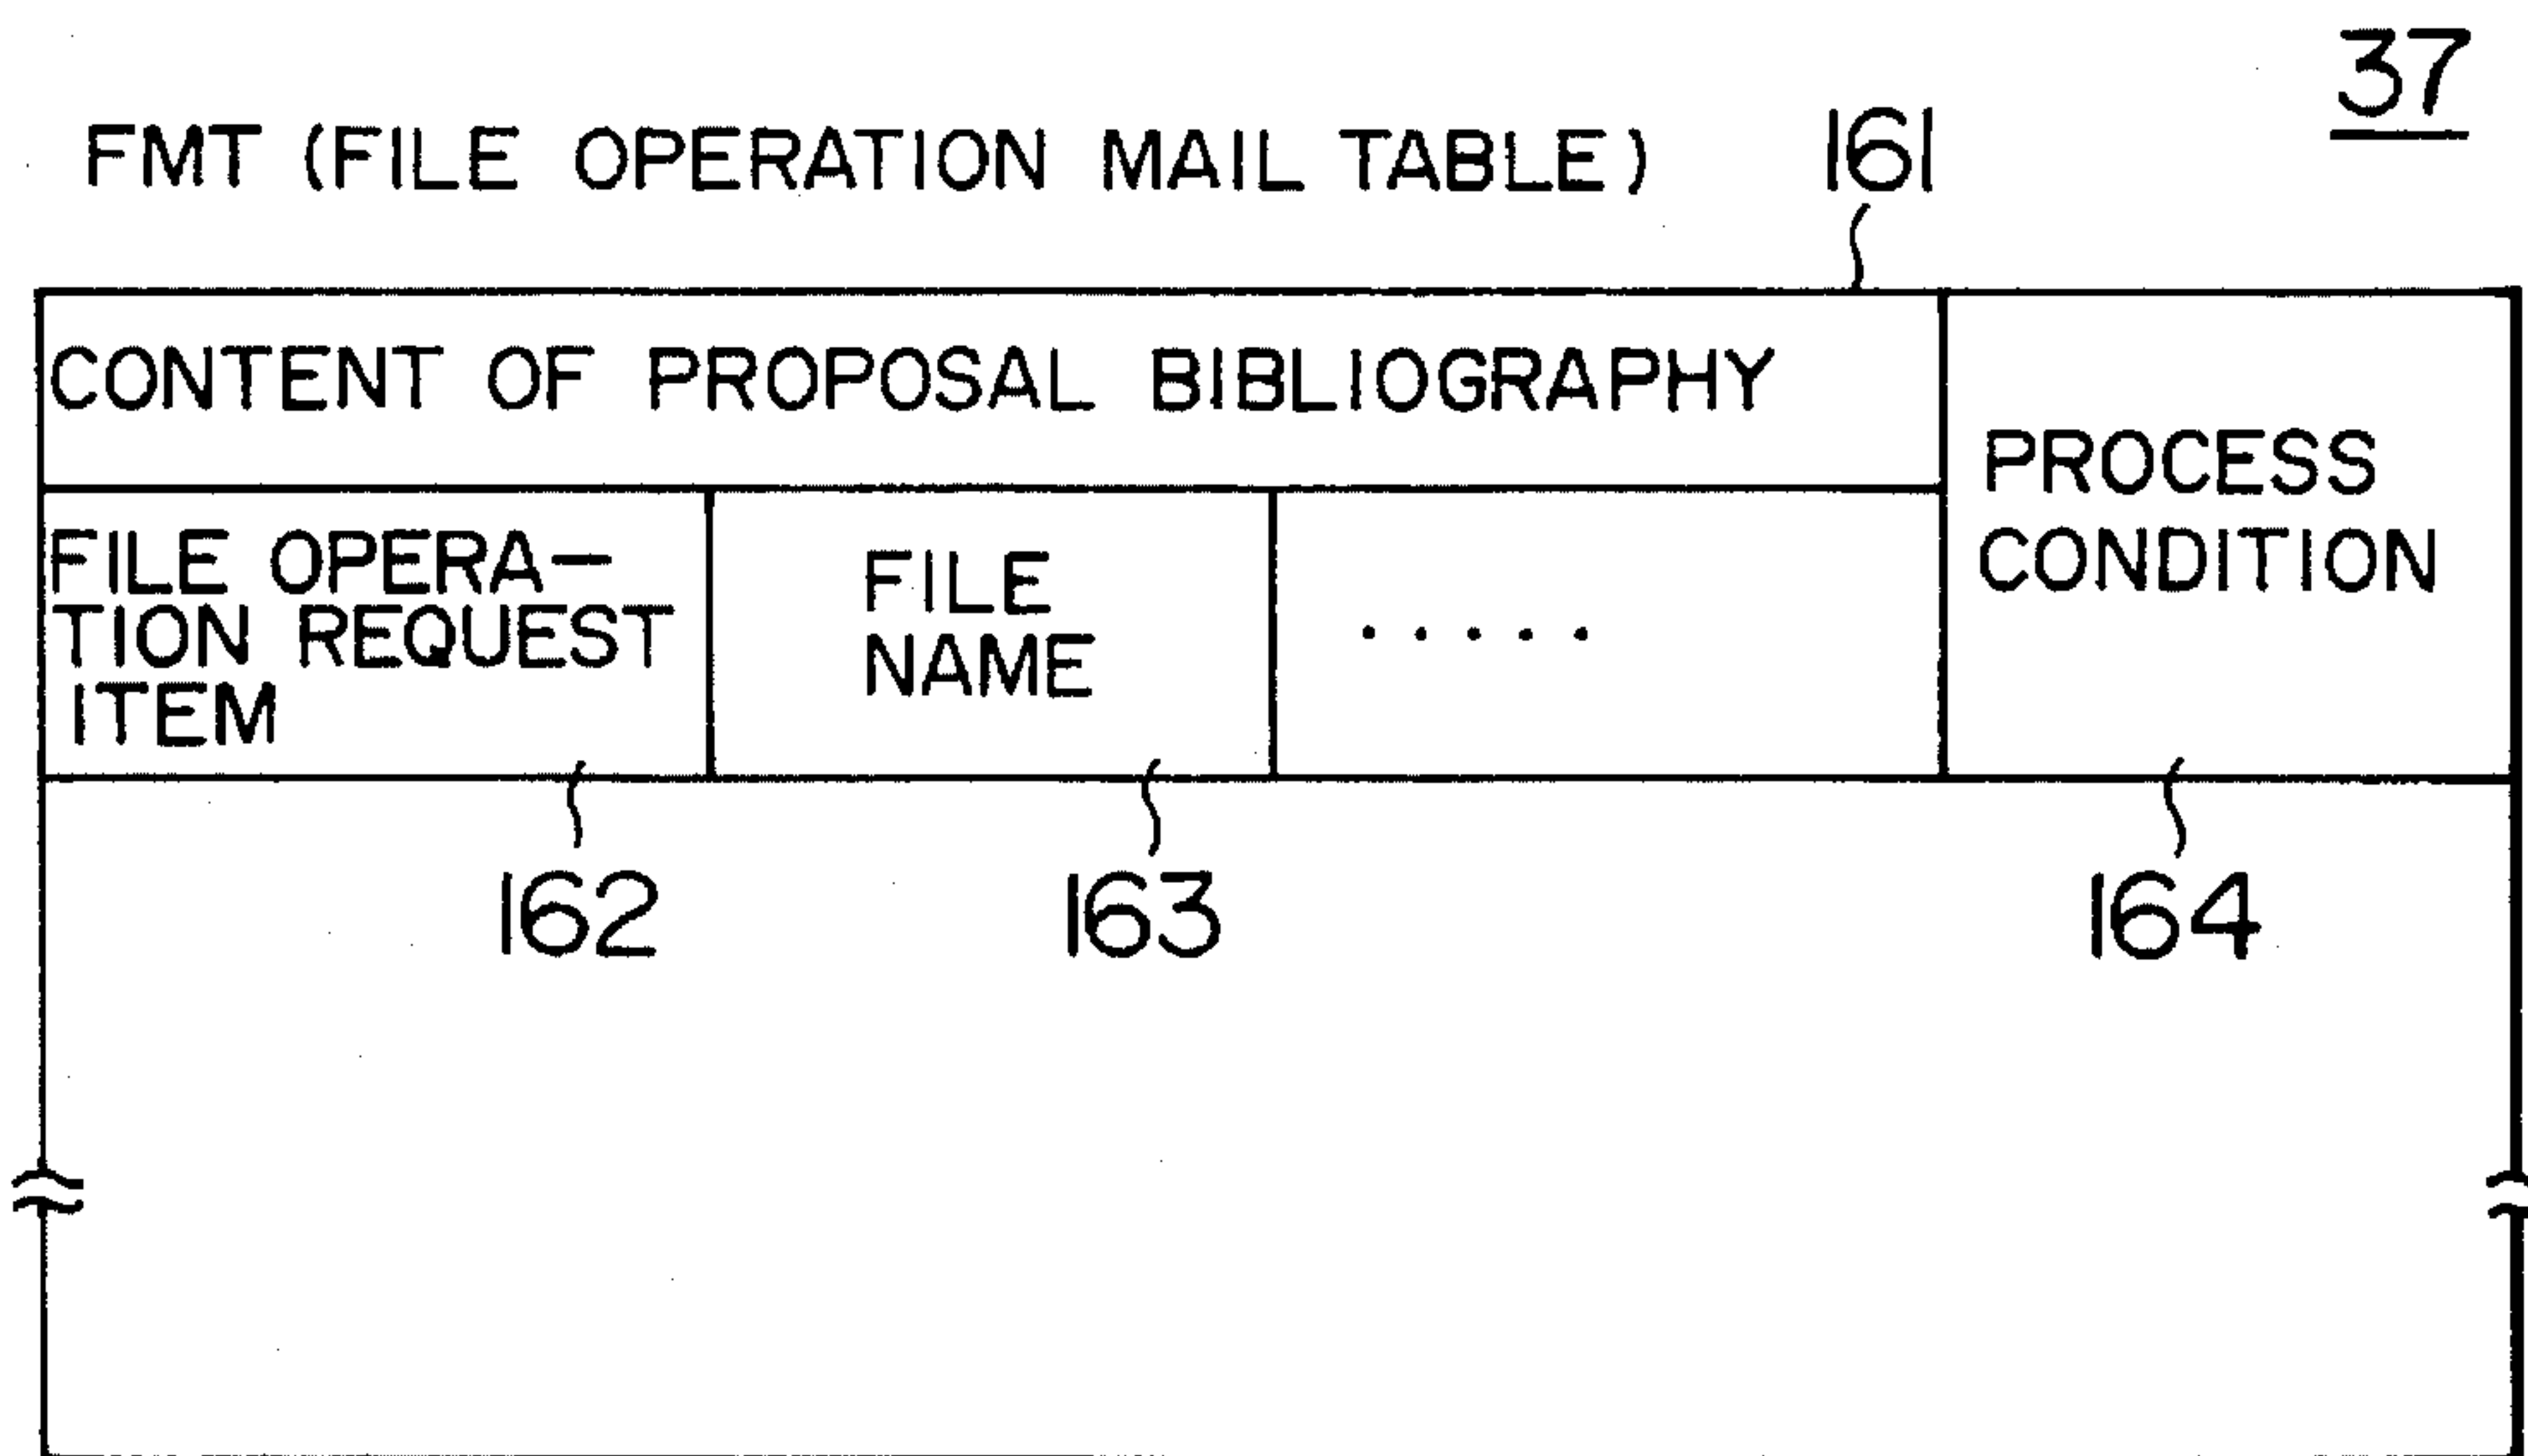 37
FMT (FILE OPERATION MAIL TABLE)
161
CONTENT OF PROPOSAL BIBLIOGRAPHY
PROCESS
CONDITION
FILE OPERA-
TION REQUEST
ITEM
FILE
NAME
.....
162
163
164